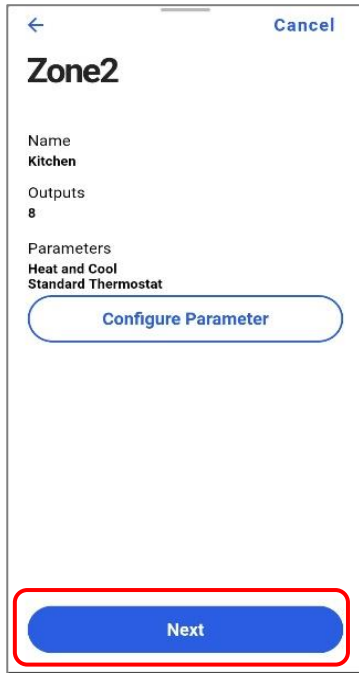 Cancel
Zone2
Name
Kitchen
Outputs
8
Parameters
Heat and Cool
Standard Thermostat
Configure Parameter
Next